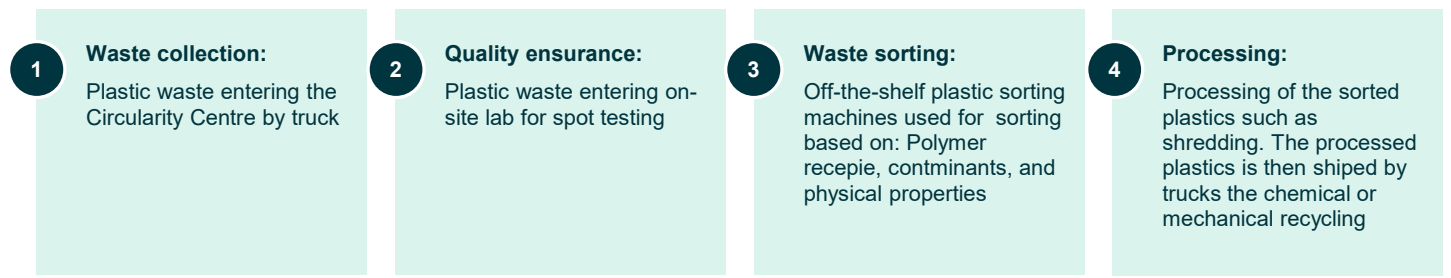 1
Waste collection:
Plastic waste entering the
Circularity Centre by truck
2
Quality ensurance:
Plastic waste entering on-
site lab for spot testing
3
Waste sorting:
Off-the-shelf plastic sorting
machines used for  sorting
based on: Polymer
recepie, contminants, and
physical properties
4
Processing:
Processing of the sorted
plastics such as
shredding. The processed
plastics is then shiped by
trucks the chemical or
mechanical recycling